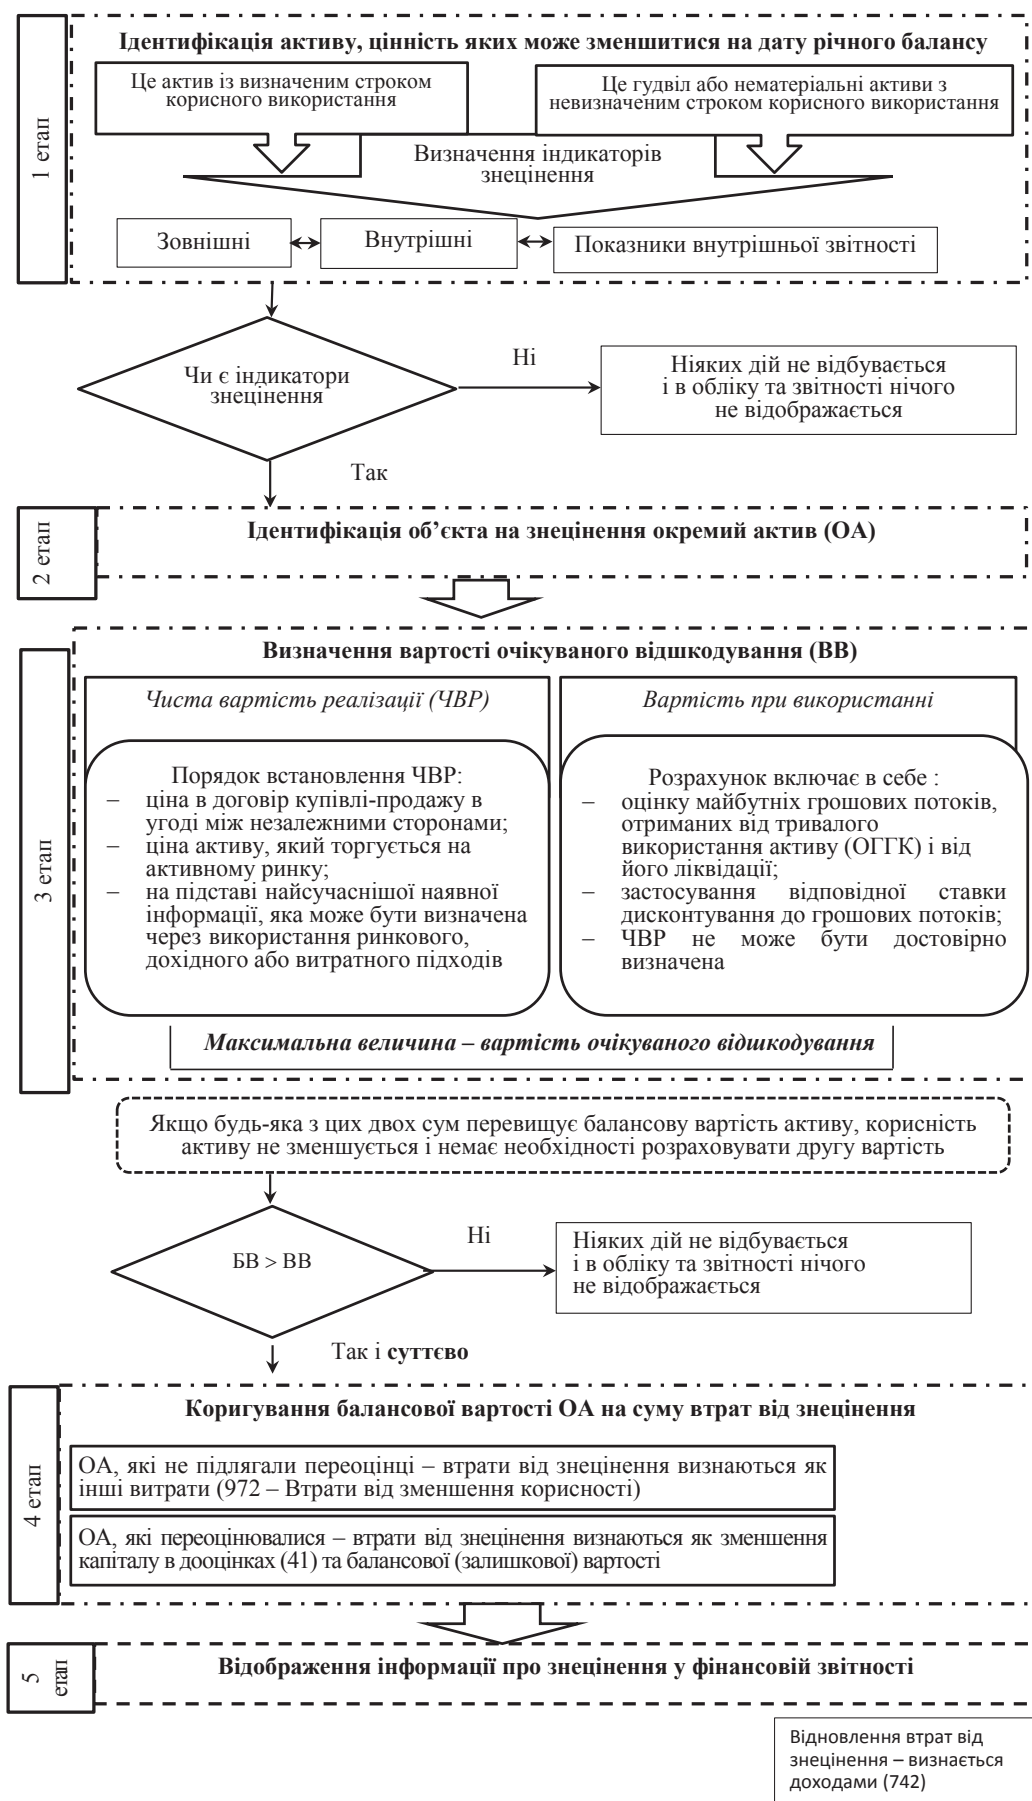 1 етап
Ідентифікація активу, цінність яких може зменшитися на дату річного балансу
Це актив із визначеним строком
корисного використання
Це гудвіл або нематеріальні активи з
невизначеним строком корисного використання
Визначення індикаторів
знецінення
Зовнішні
Внутрішні
Показники внутрішньої звітності
Чи є індикатори
знецінення
Ні
Ніяких дій не відбувається
і в обліку та звітності нічого
не відображається
Так
2 етап
Ідентифікація об’єкта на знецінення окремий актив (ОА)
3 етап
Визначення вартості очікуваного відшкодування (ВВ)
Чиста вартість реалізації (ЧВР)
Порядок встановлення ЧВР:
– ціна в договір купівлі-продажу в
угоді між незалежними сторонами;
– ціна активу, який торгується на
активному ринку;
– на підставі найсучаснішої наявної
інформації, яка може бути визначена
через використання ринкового,
дохідного або витратного підходів
Вартість при використанні
Розрахунок включає в себе :
– оцінку майбутніх грошових потоків,
отриманих від тривалого
використання активу (ОГГК) і від
його ліквідації;
– застосування відповідної ставки
дисконтування до грошових потоків;
– ЧВР не може бути достовірно
визначена
Максимальна величина – вартість очікуваного відшкодування
Якщо будь-яка з цих двох сум перевищує балансову вартість активу, корисність
активу не зменшується і немає необхідності розраховувати другу вартість
БВ > ВВ
Ні
Ніяких дій не відбувається
і в обліку та звітності нічого
не відображається
Так і суттєво
4 етап
Коригування балансової вартості ОА на суму втрат від знецінення
ОА, які не підлягали переоцінці – втрати від знецінення визнаються як
інші витрати (972 – Втрати від зменшення корисності)
ОА, які переоцінювалися – втрати від знецінення визнаються як зменшення
капіталу в дооцінках (41) та балансової (залишкової) вартості
5
етап
Відображення інформації про знецінення у фінансовій звітності
Відновлення втрат від
знецінення – визнається
доходами (742)